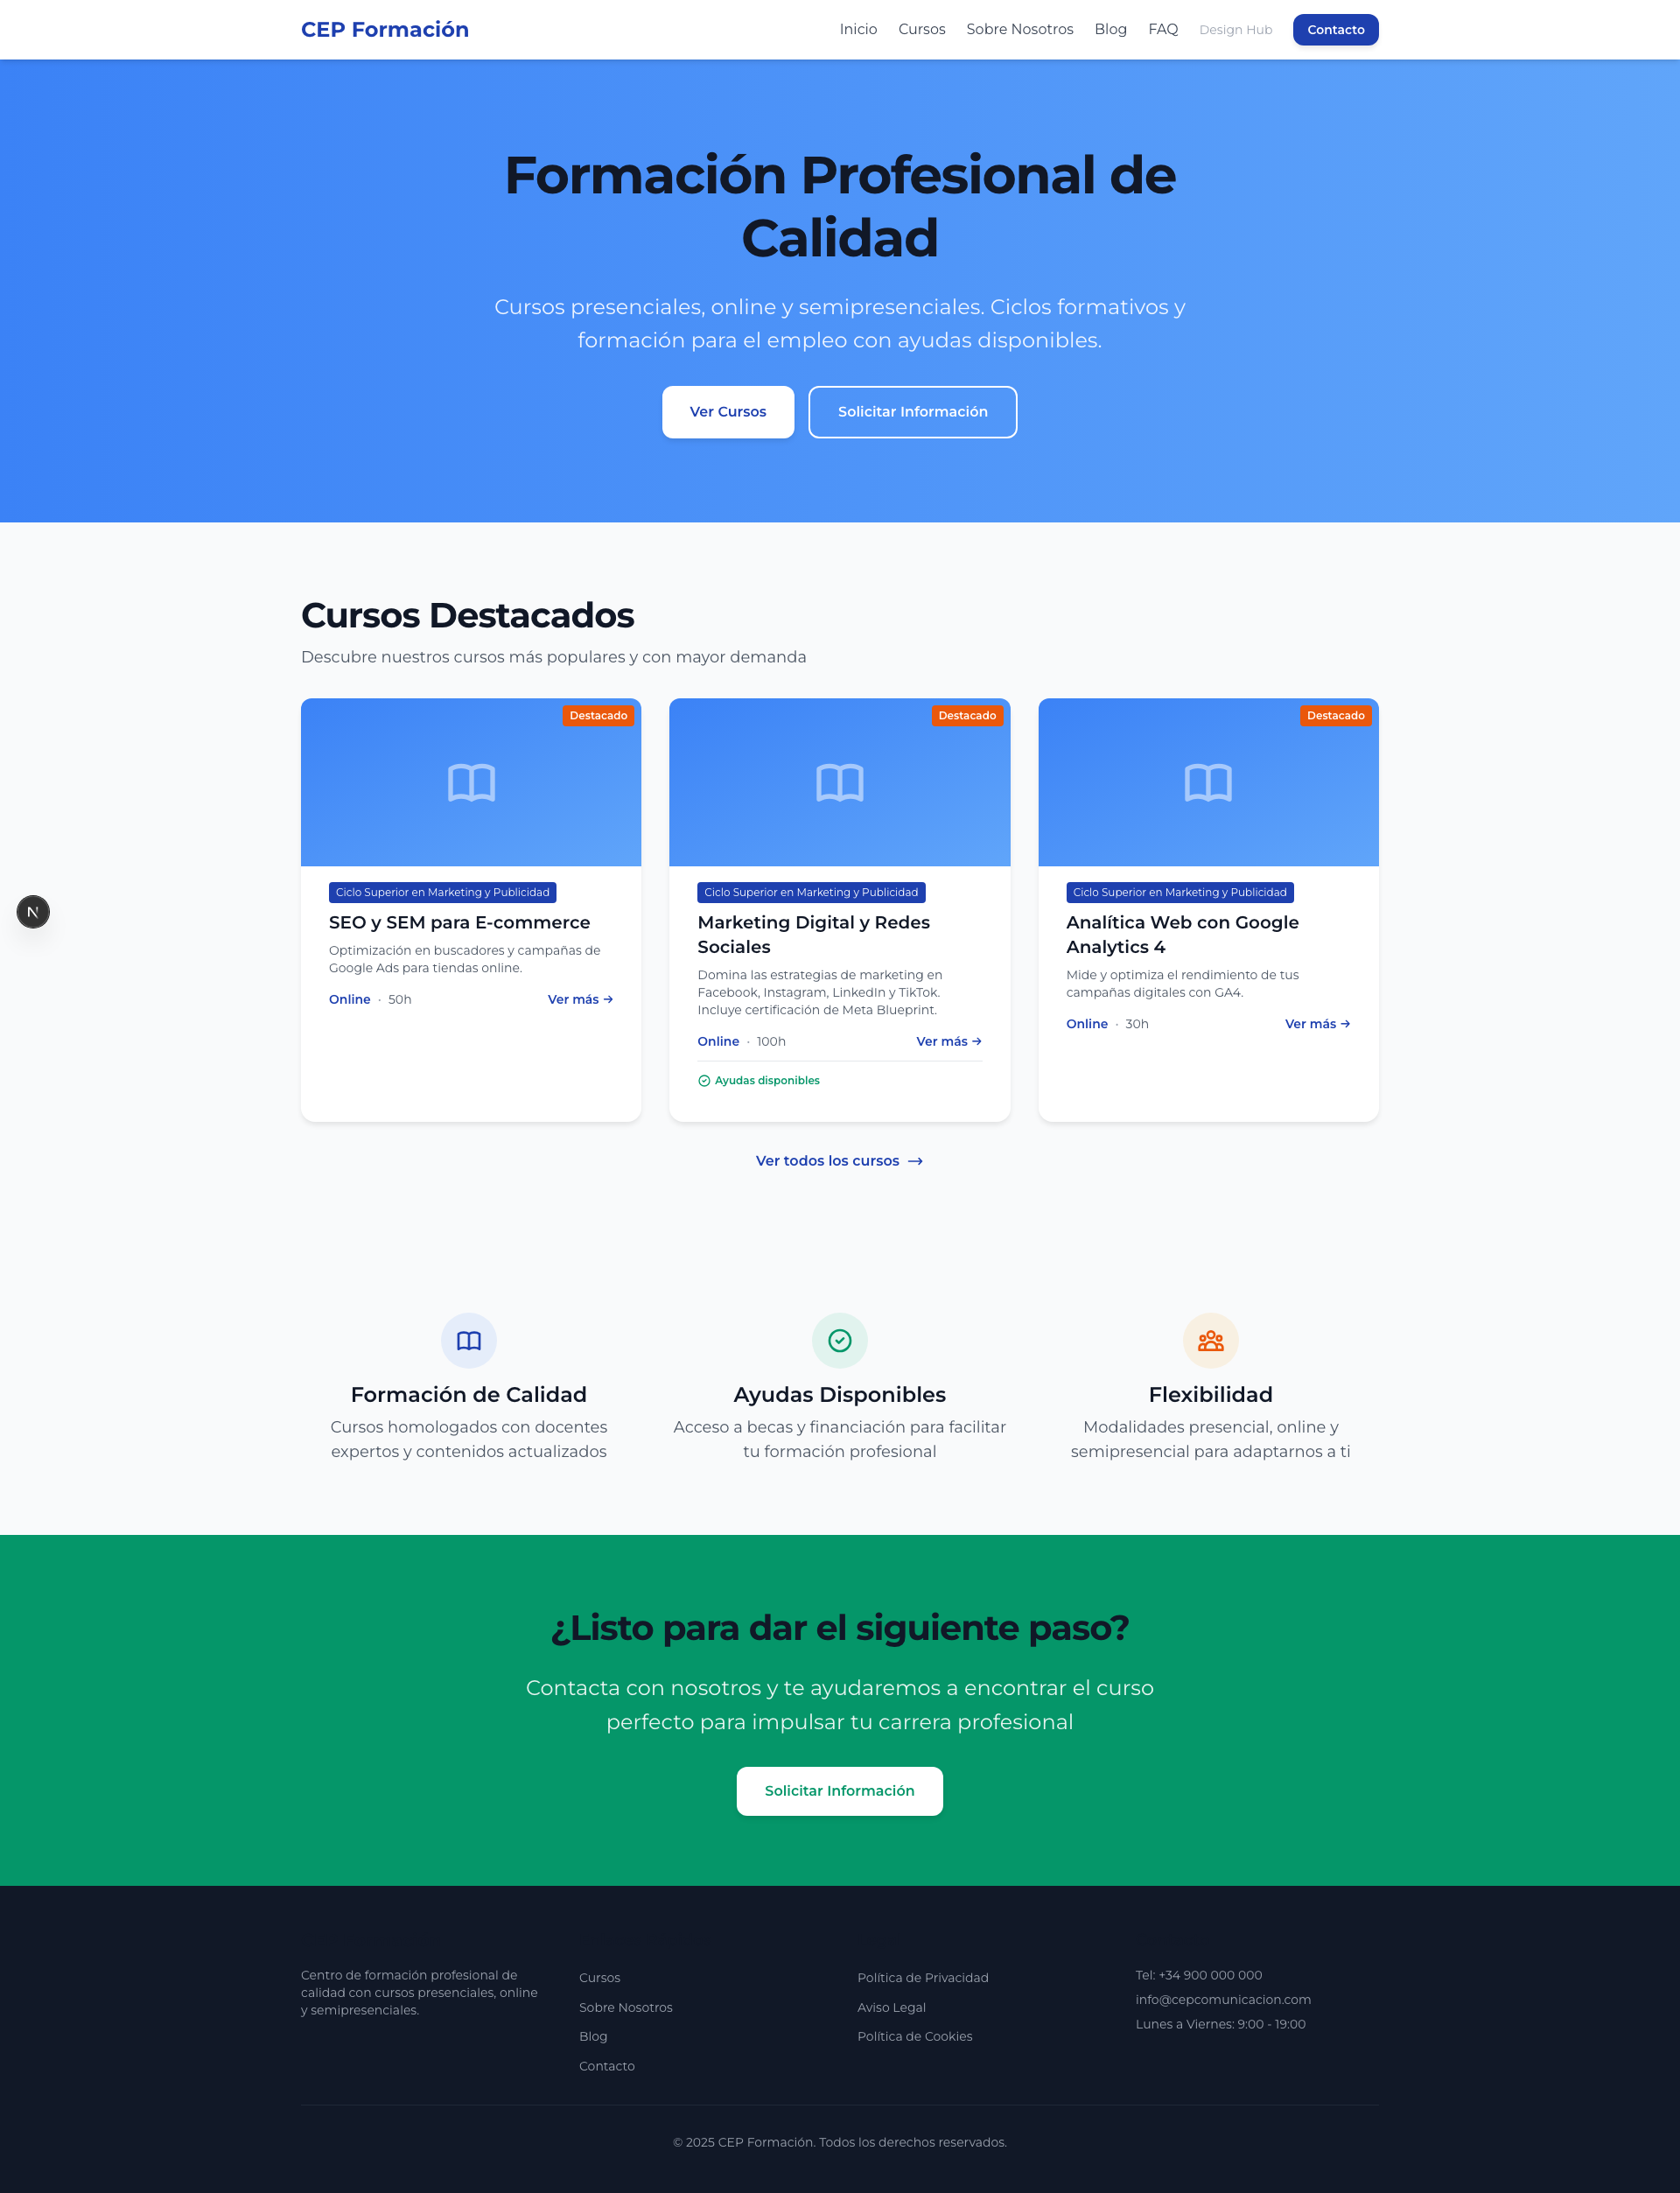 CEP Formación
Inicio
Cursos
Sobre Nosotros
Blog
FAQ
Design Hub
Contacto
Formación Profesional de
Calidad
Cursos presenciales, online y semipresenciales. Ciclos formativos y
formación para el empleo con ayudas disponibles.
Ver Cursos
Solicitar Información
Cursos Destacados
Descubre nuestros cursos más populares y con mayor demanda
Destacado
Ciclo Superior en Marketing y Publicidad
SEO y SEM para E-commerce
Optimización en buscadores y campañas de
Google Ads para tiendas online.
Online · 50h
Ver más →
Destacado
Ciclo Superior en Marketing y Publicidad
Marketing Digital y Redes
Sociales
Domina las estrategias de marketing en
Facebook, Instagram, LinkedIn y TikTok.
Incluye certificación de Meta Blueprint.
Online · 100h
Ver más →
Ayudas disponibles
Destacado
Ciclo Superior en Marketing y Publicidad
Analítica Web con Google
Analytics 4
Mide y optimiza el rendimiento de tus
campañas digitales con GA4.
Online · 30h
Ver más →
Ver todos los cursos →
Formación de Calidad
Cursos homologados con docentes
expertos y contenidos actualizados
Ayudas Disponibles
Acceso a becas y financiación para facilitar
tu formación profesional
Flexibilidad
Modalidades presencial, online y
semipresencial para adaptarnos a ti
¿Listo para dar el siguiente paso?
Contacta con nosotros y te ayudaremos a encontrar el curso
perfecto para impulsar tu carrera profesional
Solicitar Información
Centro de formación profesional de
calidad con cursos presenciales, online
y semipresenciales.
Cursos
Sobre Nosotros
Blog
Contacto
Política de Privacidad
Aviso Legal
Política de Cookies
Tel: +34 900 000 000
info@cepcomunicacion.com
Lunes a Viernes: 9:00 - 19:00
© 2025 CEP Formación. Todos los derechos reservados.